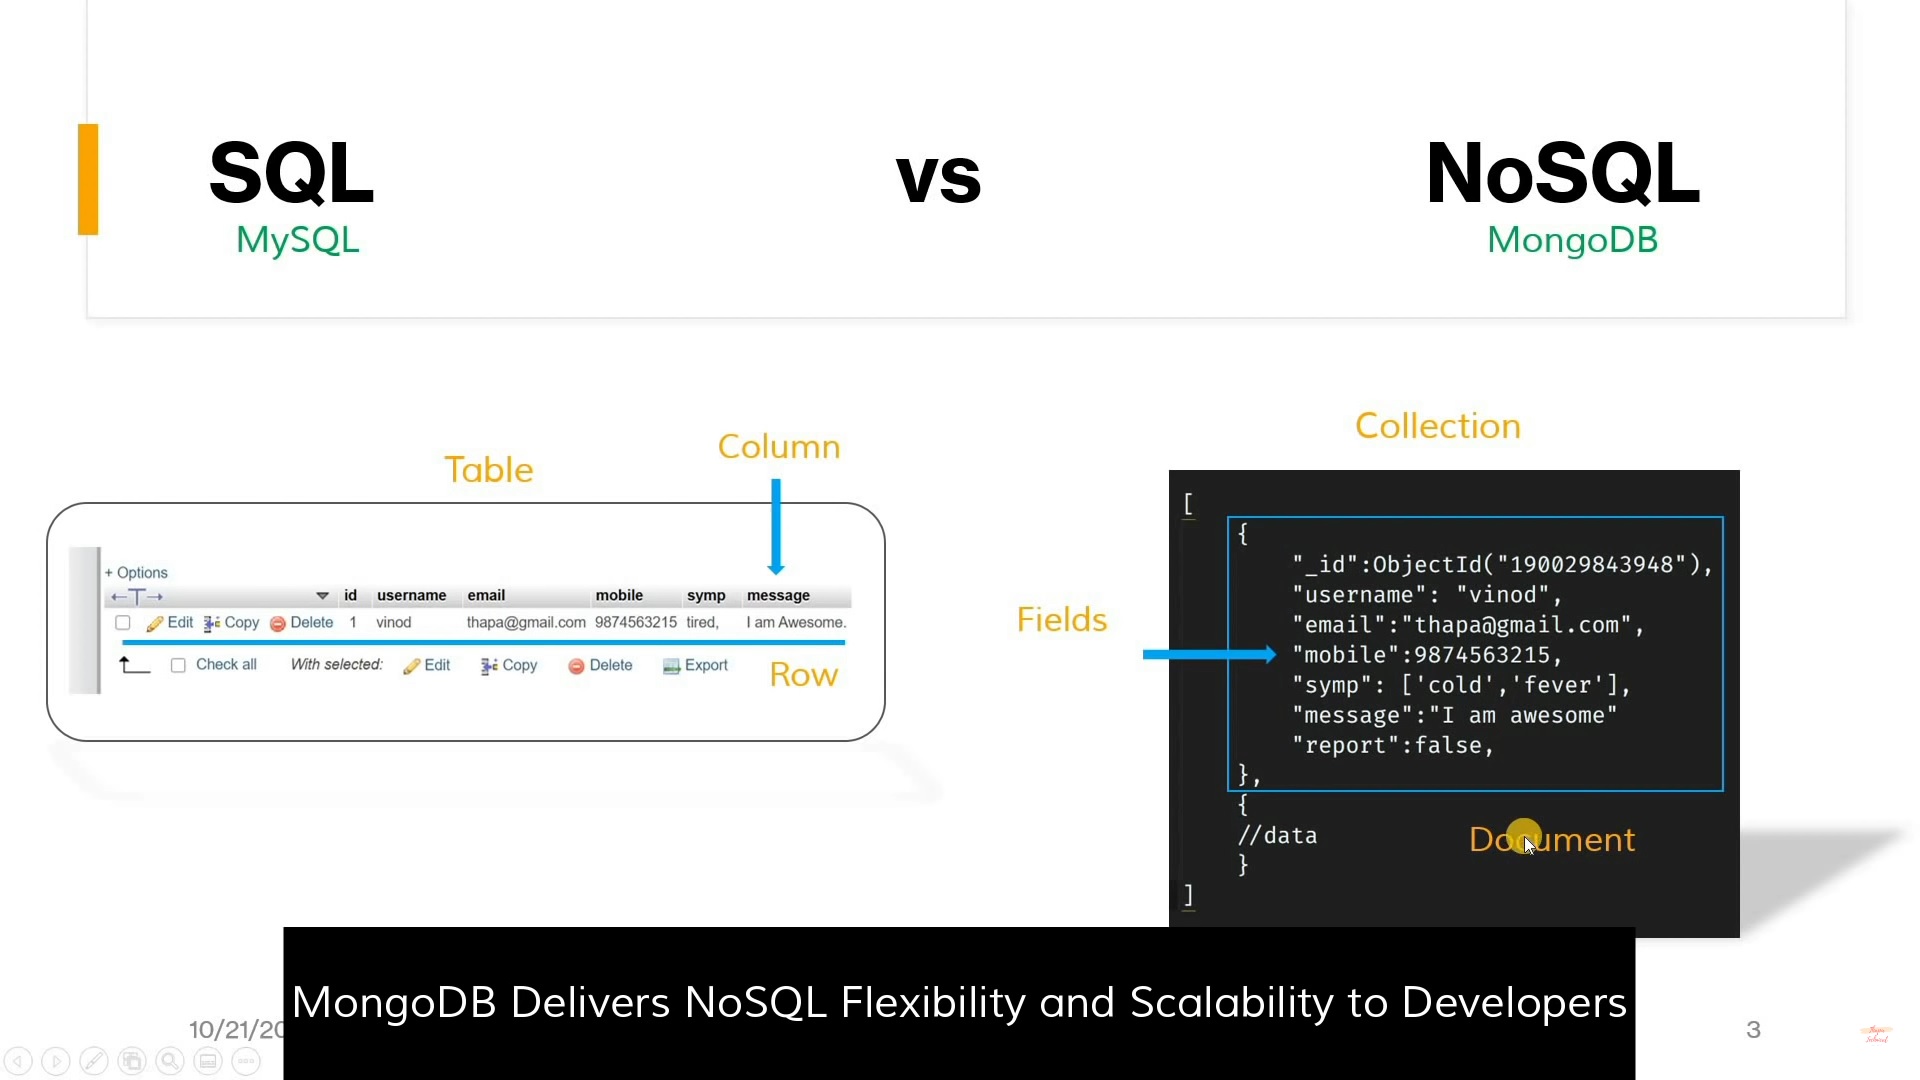 SQL
vs
NoSQL
MySQL
MongoDB
Table
Column
+ Options
id username email mobile symp message
Edit Copy Delete 1 vinod thapa@gmail.com 9874563215 tired, I am Awesome.
Check all With selected: Edit Copy Delete Export
Row
Collection
Fields
[
{
"_id":ObjectId("190029843948"),
"username": "vinod",
"email":"thapa@gmail.com",
"mobile":9874563215,
"symp": ['cold','fever'],
"message":"I am awesome"
"report":false,
},
{
//data
}
]
Document
MongoDB Delivers NoSQL Flexibility and Scalability to Developers
10/21/20
3